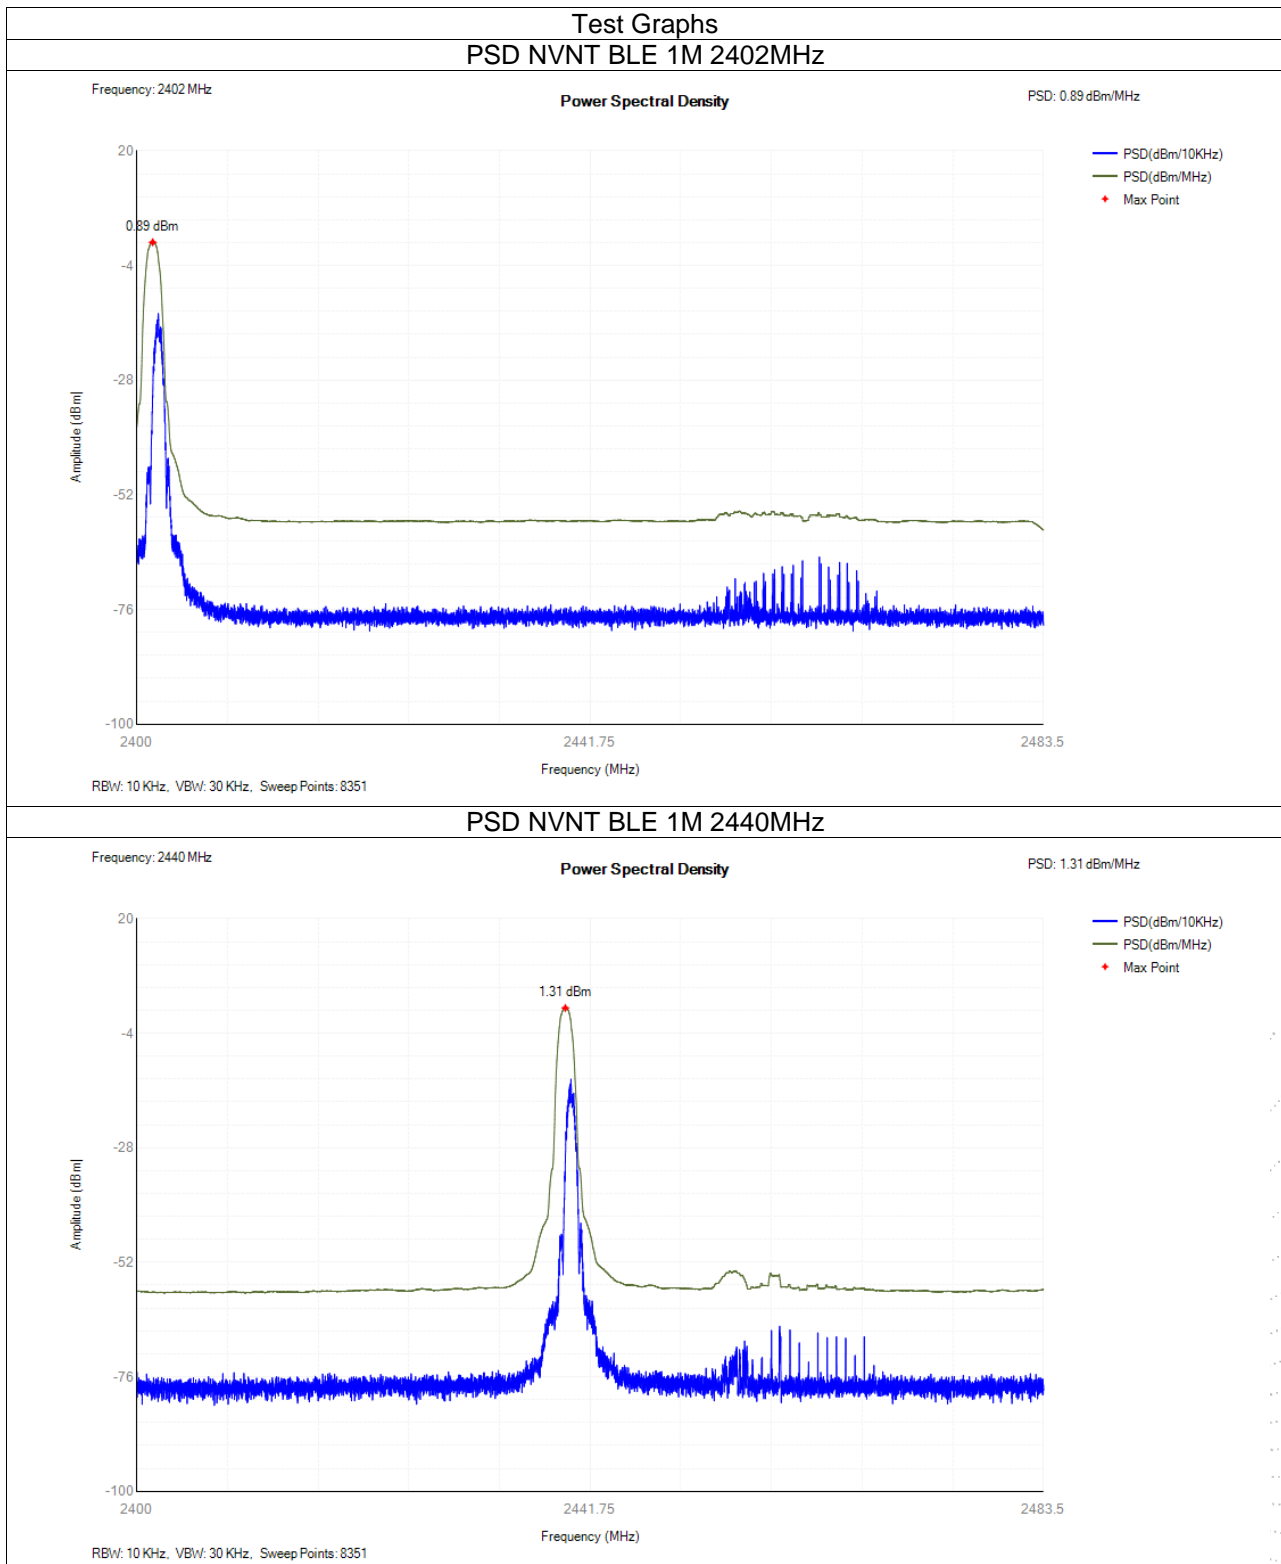 Test Graphs
PSD NVNT BLE 1M 2402MHz
Frequency: 2402 MHz
Power Spectral Density
PSD: 0.89 dBm/MHz
PSD(dBm/10KHz)
PSD(dBm/MHz)
Max Point
0.89 dBm
20
-4
-28
-52
-76
-100
Amplitude (dBm)
2400
2441.75
2483.5
Frequency (MHz)
RBW: 10 KHz, VBW: 30 KHz, Sweep Points: 8351
PSD NVNT BLE 1M 2440MHz
Frequency: 2440 MHz
Power Spectral Density
PSD: 1.31 dBm/MHz
PSD(dBm/10KHz)
PSD(dBm/MHz)
Max Point
1.31 dBm
20
-4
-28
-52
-76
-100
Amplitude (dBm)
2400
2441.75
2483.5
Frequency (MHz)
RBW: 10 KHz, VBW: 30 KHz, Sweep Points: 8351